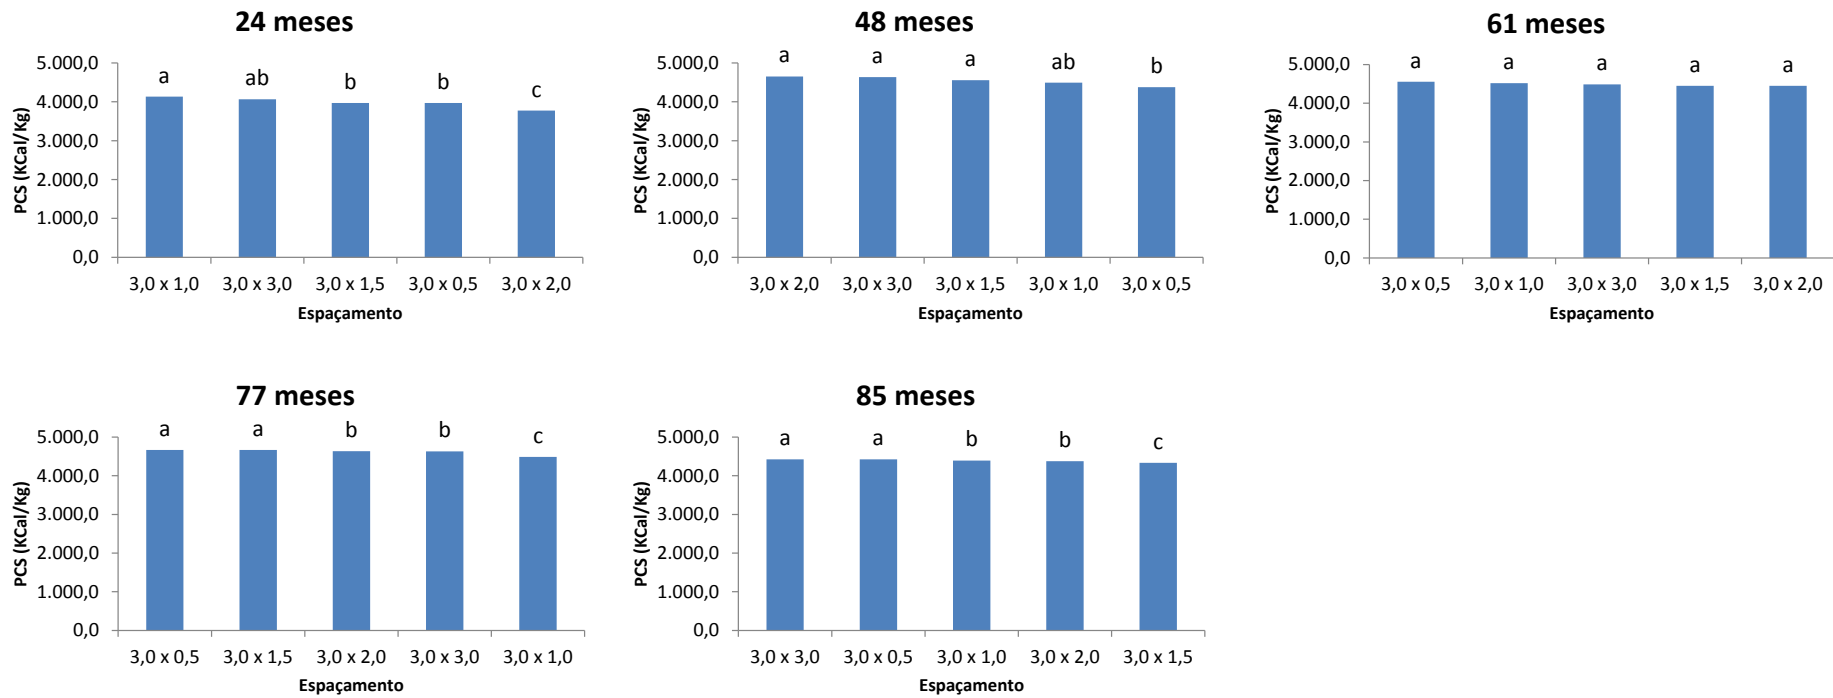 24 meses
a ab b b c
5.000,0
4.000,0
3.000,0
2.000,0
1.000,0
0,0
PCS (KCal/Kg)
3,0 x 1,0 3,0 x 3,0 3,0 x 1,5 3,0 x 0,5 3,0 x 2,0
Espaçamento
48 meses
a a a ab b
5.000,0
4.000,0
3.000,0
2.000,0
1.000,0
0,0
PCS (KCal/Kg)
3,0 x 2,0 3,0 x 3,0 3,0 x 1,5 3,0 x 1,0 3,0 x 0,5
Espaçamento
61 meses
a a a a a
5.000,0
4.000,0
3.000,0
2.000,0
1.000,0
0,0
PCS (KCal/Kg)
3,0 x 0,5 3,0 x 1,0 3,0 x 3,0 3,0 x 1,5 3,0 x 2,0
Espaçamento
77 meses
a a b b c
5.000,0
4.000,0
3.000,0
2.000,0
1.000,0
0,0
PCS (KCal/Kg)
3,0 x 0,5 3,0 x 1,5 3,0 x 2,0 3,0 x 3,0 3,0 x 1,0
Espaçamento
85 meses
a a b b c
5.000,0
4.000,0
3.000,0
2.000,0
1.000,0
0,0
PCS (KCal/Kg)
3,0 x 3,0 3,0 x 0,5 3,0 x 1,0 3,0 x 2,0 3,0 x 1,5
Espaçamento